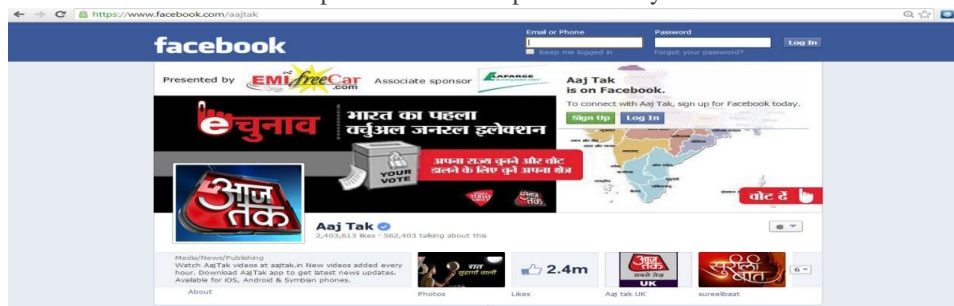 https://www.facebook.com/aajtak
facebook
Email or Phone
Password
Keep me logged in
Forgot your password?
Log In
Presented by EMIfreeCar.com Associate sponsor LAFARGE
Aaj Tak
is on Facebook.
To connect with Aaj Tak, sign up for Facebook today.
Sign Up Log In
eचुनाव
भारत का पहला
वर्चुअल जनरल इलेक्शन
YOUR
VOTE
अपना राज्य चुनने और वोट
डालने के लिए चुनें अपना क्षेत्र
वोट दें
आज
तक
Aaj Tak
2,403,613 likes · 562,403 talking about this
Media/News/Publishing
Watch AajTak videos at aajtak.in New videos added every
hour. Download AajTak app to get latest news updates.
Available for iOS, Android & Symbian phones.
About
रात
Photos
2.4m
Likes
आज
तक
सबसे तेज़
UK
Aaj tak UK
सुरीली
बात
sureelibaat
6